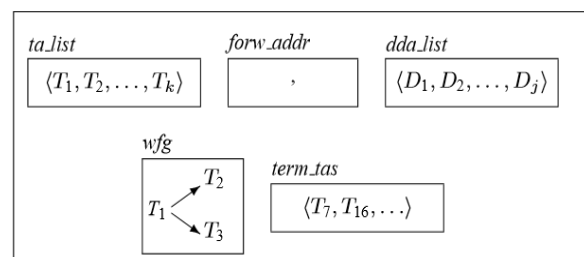 ta_list forw_addr dda_list
⟨T₁, T₂, . . . , Tₖ⟩ , ⟨D₁, D₂, . . . , Dⱼ⟩
wfg term_tas
T₂
T₁ ⟨T₇, T₁₆, . . .⟩
T₃